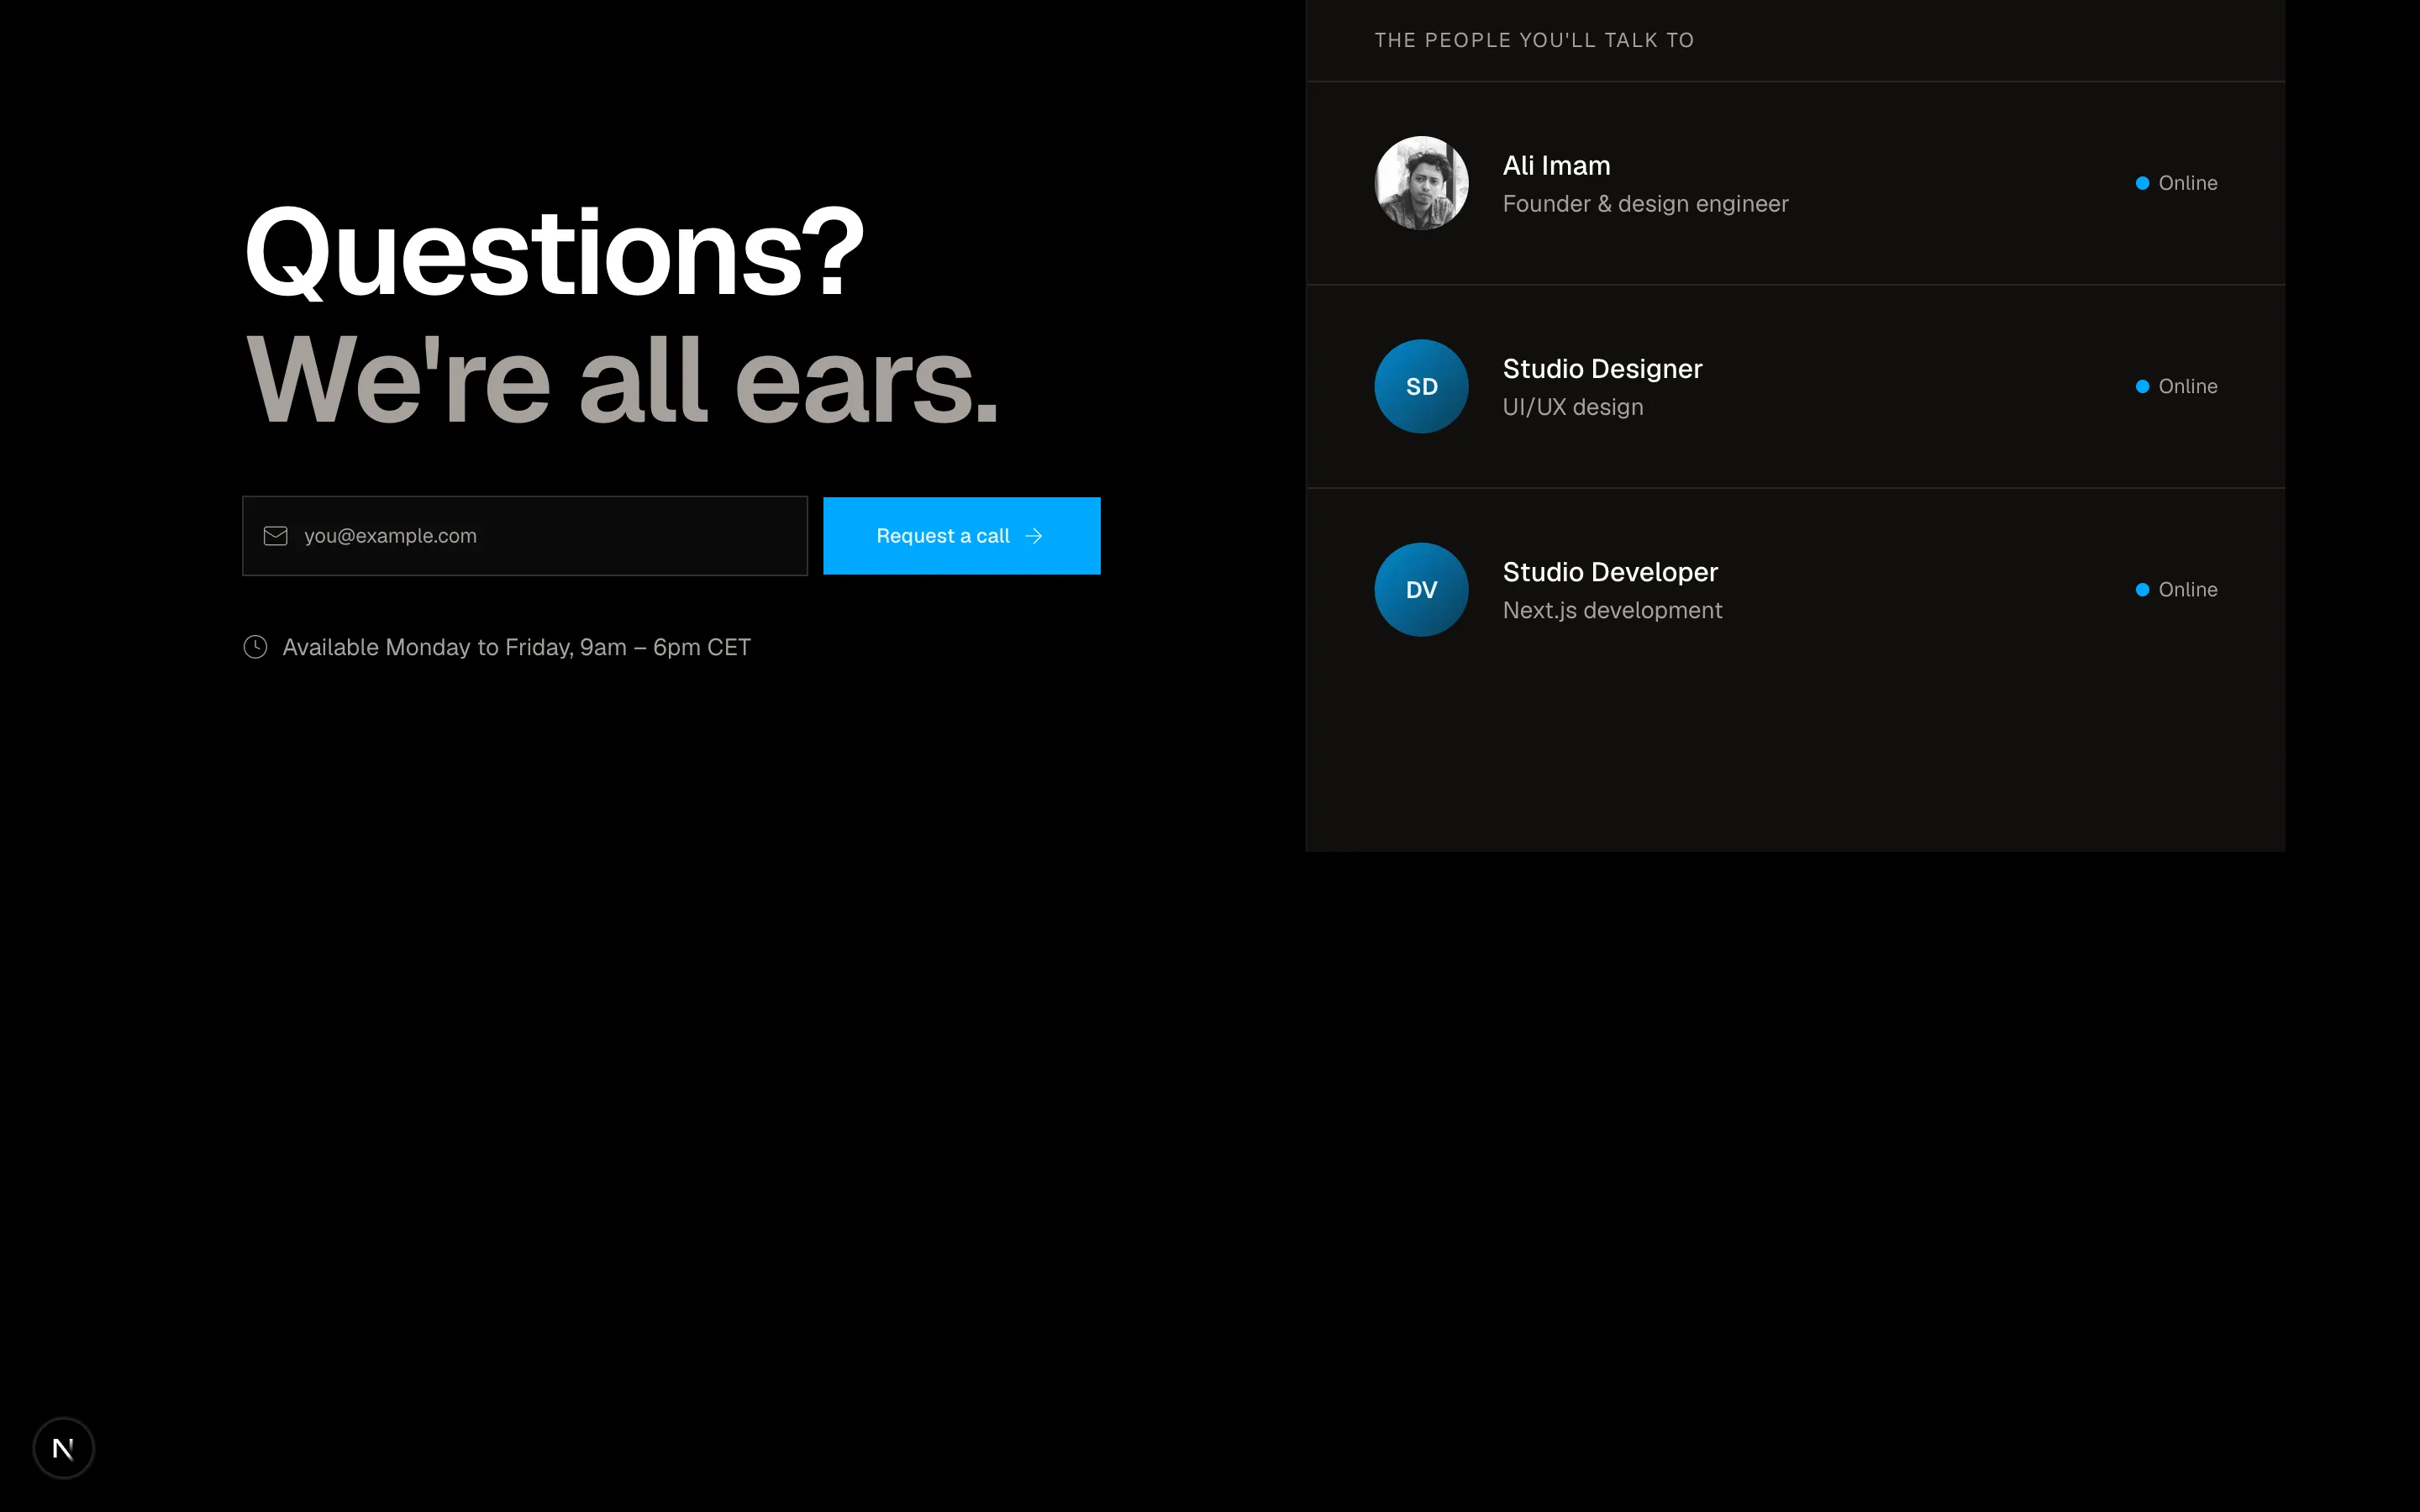 Questions?
We're all ears.
you@example.com
Request a call
Available Monday to Friday, 9am – 6pm CET
THE PEOPLE YOU'LL TALK TO
Ali Imam
Founder & design engineer
Online
SD
Studio Designer
UI/UX design
Online
DV
Studio Developer
Next.js development
Online
N